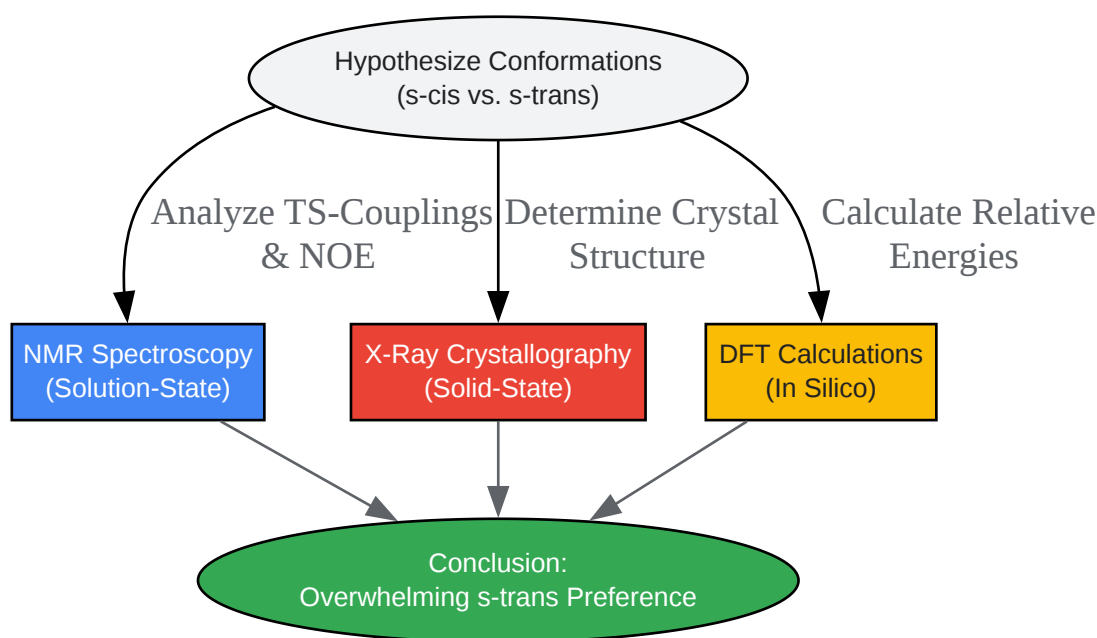 Hypothesize Conformations
(s-cis vs. s-trans)
Analyze TS-Couplings
& NOE
Determine Crystal
Structure
Calculate Relative
Energies
NMR Spectroscopy
(Solution-State)
X-Ray Crystallography
(Solid-State)
DFT Calculations
(In Silico)
Conclusion:
Overwhelming s-trans Preference